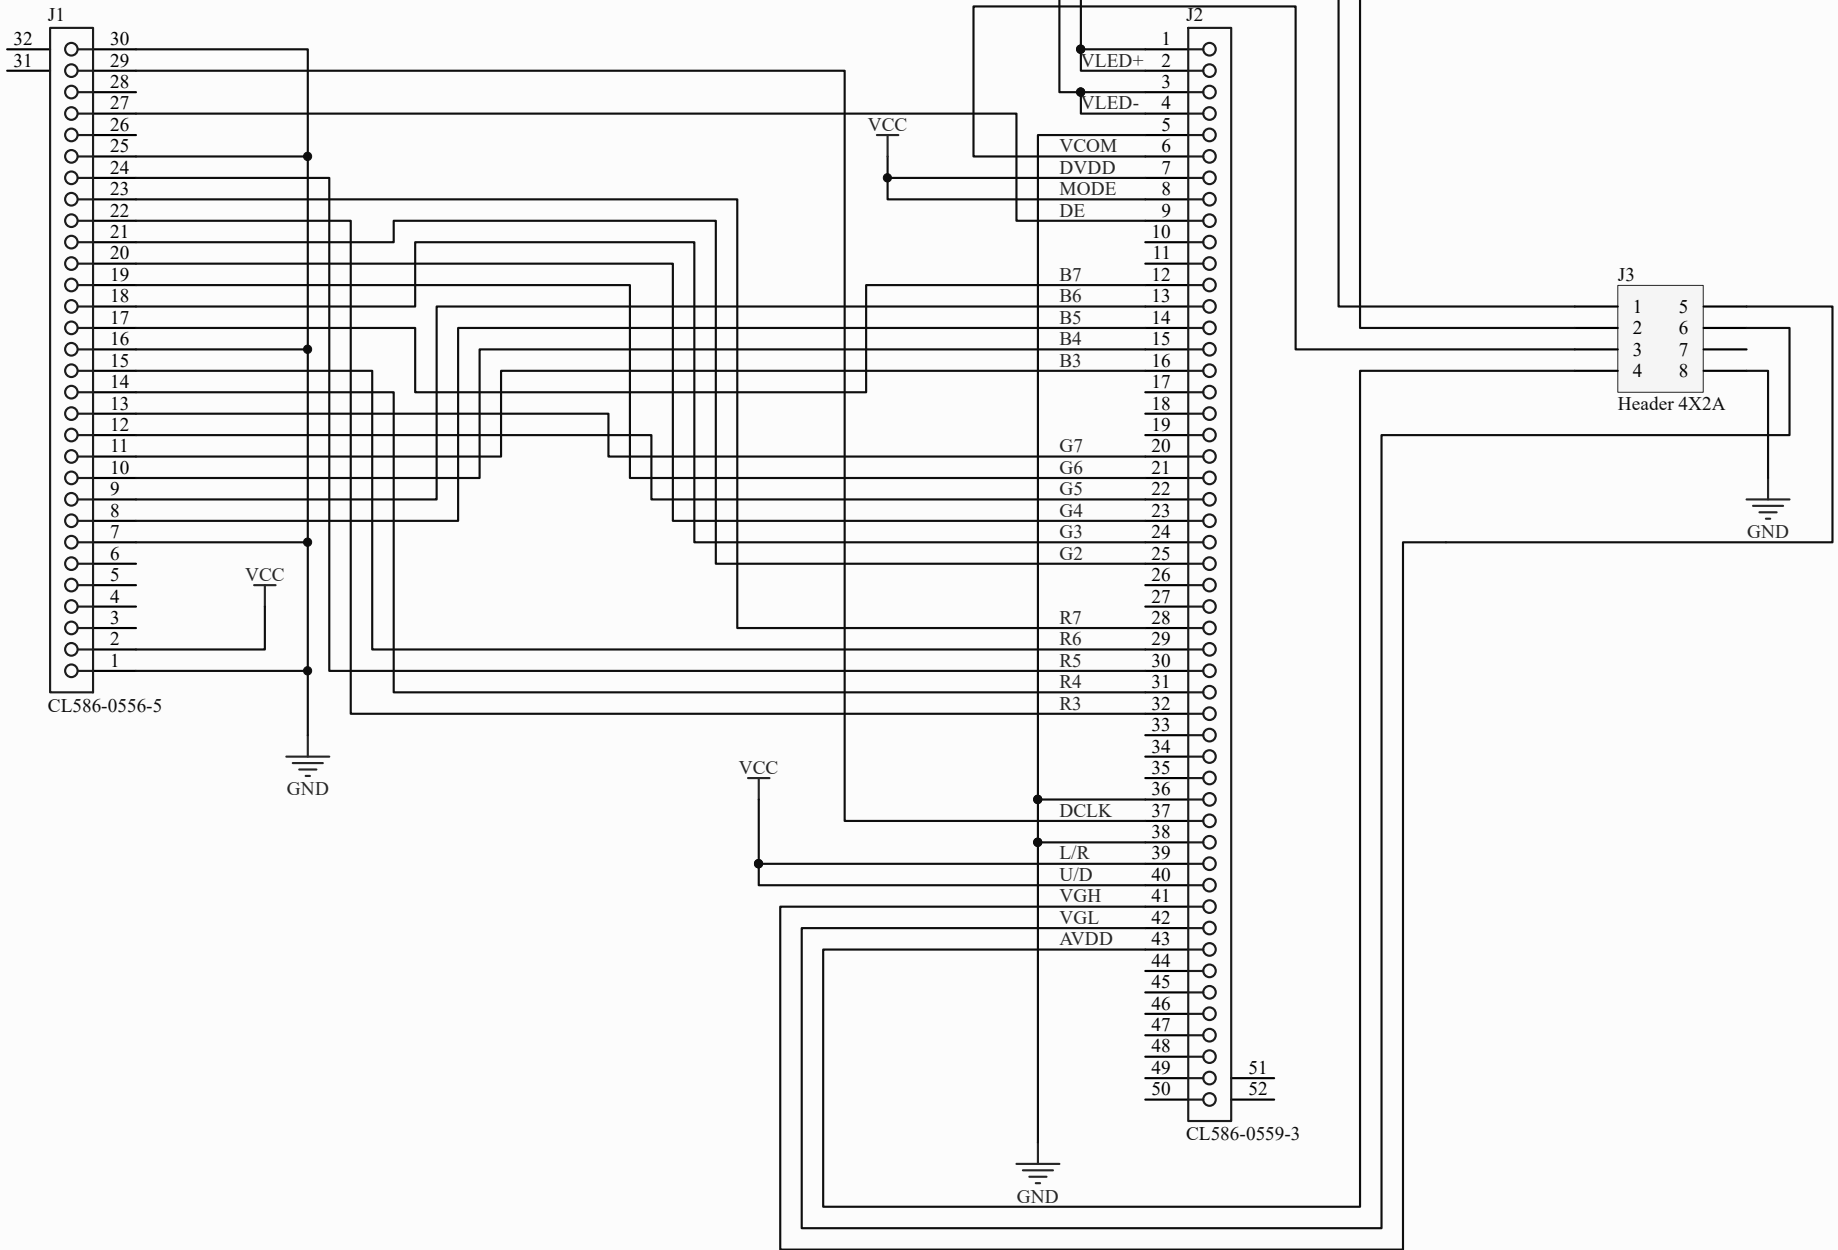 J1
32
31
30
29
28
27
26
25
24
23
22
21
20
19
18
17
16
15
14
13
12
11
10
9
8
7
6
5
4
3
2
1
CL586-0556-5
VCC
GND
VCC
VCC
J2
1
VLED+ 2
3
VLED- 4
5
VCOM 6
DVDD 7
MODE 8
DE 9
10
11
B7 12
B6 13
B5 14
B4 15
B3 16
17
18
19
G7 20
G6 21
G5 22
G4 23
G3 24
G2 25
26
27
R7 28
R6 29
R5 30
R4 31
R3 32
33
34
35
36
DCLK 37
38
L/R 39
U/D 40
VGH 41
VGL 42
AVDD 43
44
45
46
47
48
49
50
51
52
CL586-0559-3
GND
J3
1 5
2 6
3 7
4 8
Header 4X2A
GND